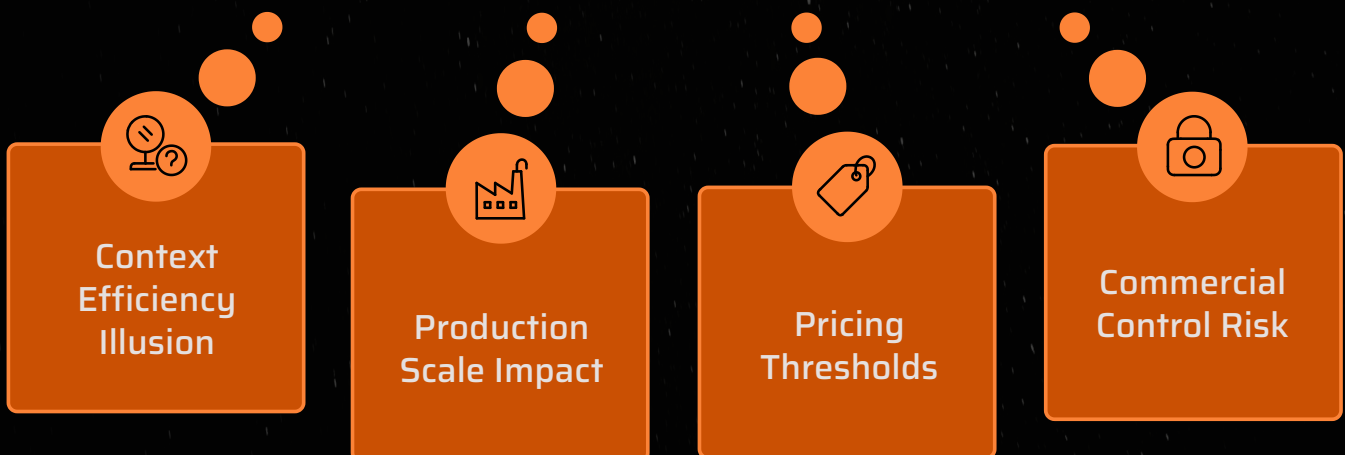 Context
Efficiency
Illusion
Production
Scale Impact
Pricing
Thresholds
Commercial
Control Risk